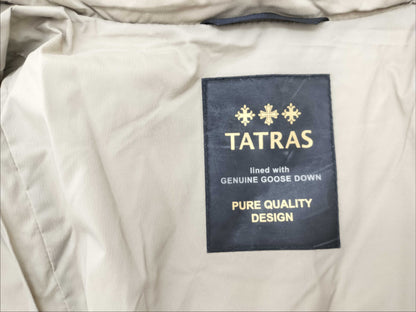 TATRAS
lined with
GENUINE GOOSE DOWN
PURE QUALITY
DESIGN